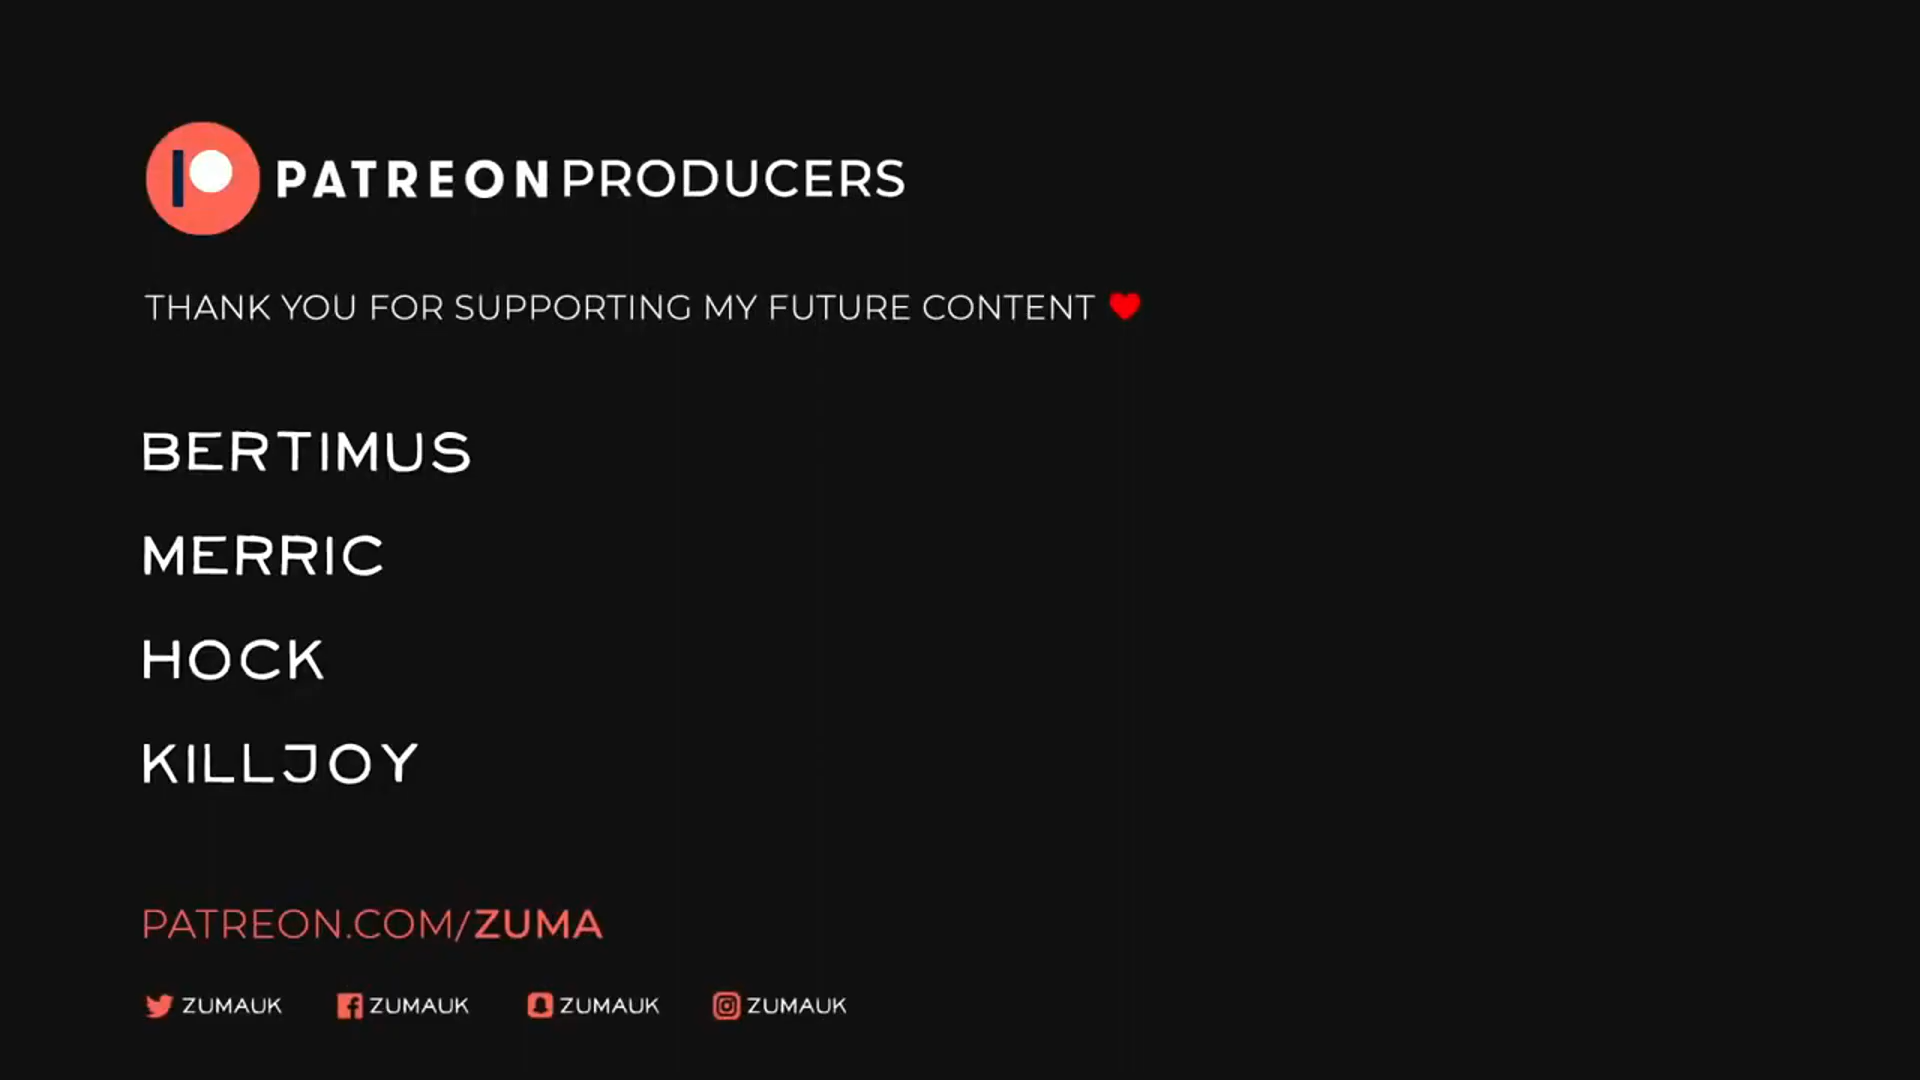 PATREON PRODUCERS
THANK YOU FOR SUPPORTING MY FUTURE CONTENT ❤
BERTIMUS
MERRIC
HOCK
KILLJOY
PATREON.COM/ZUMA
ZUMAUK ZUMAUK ZUMAUK ZUMAUK